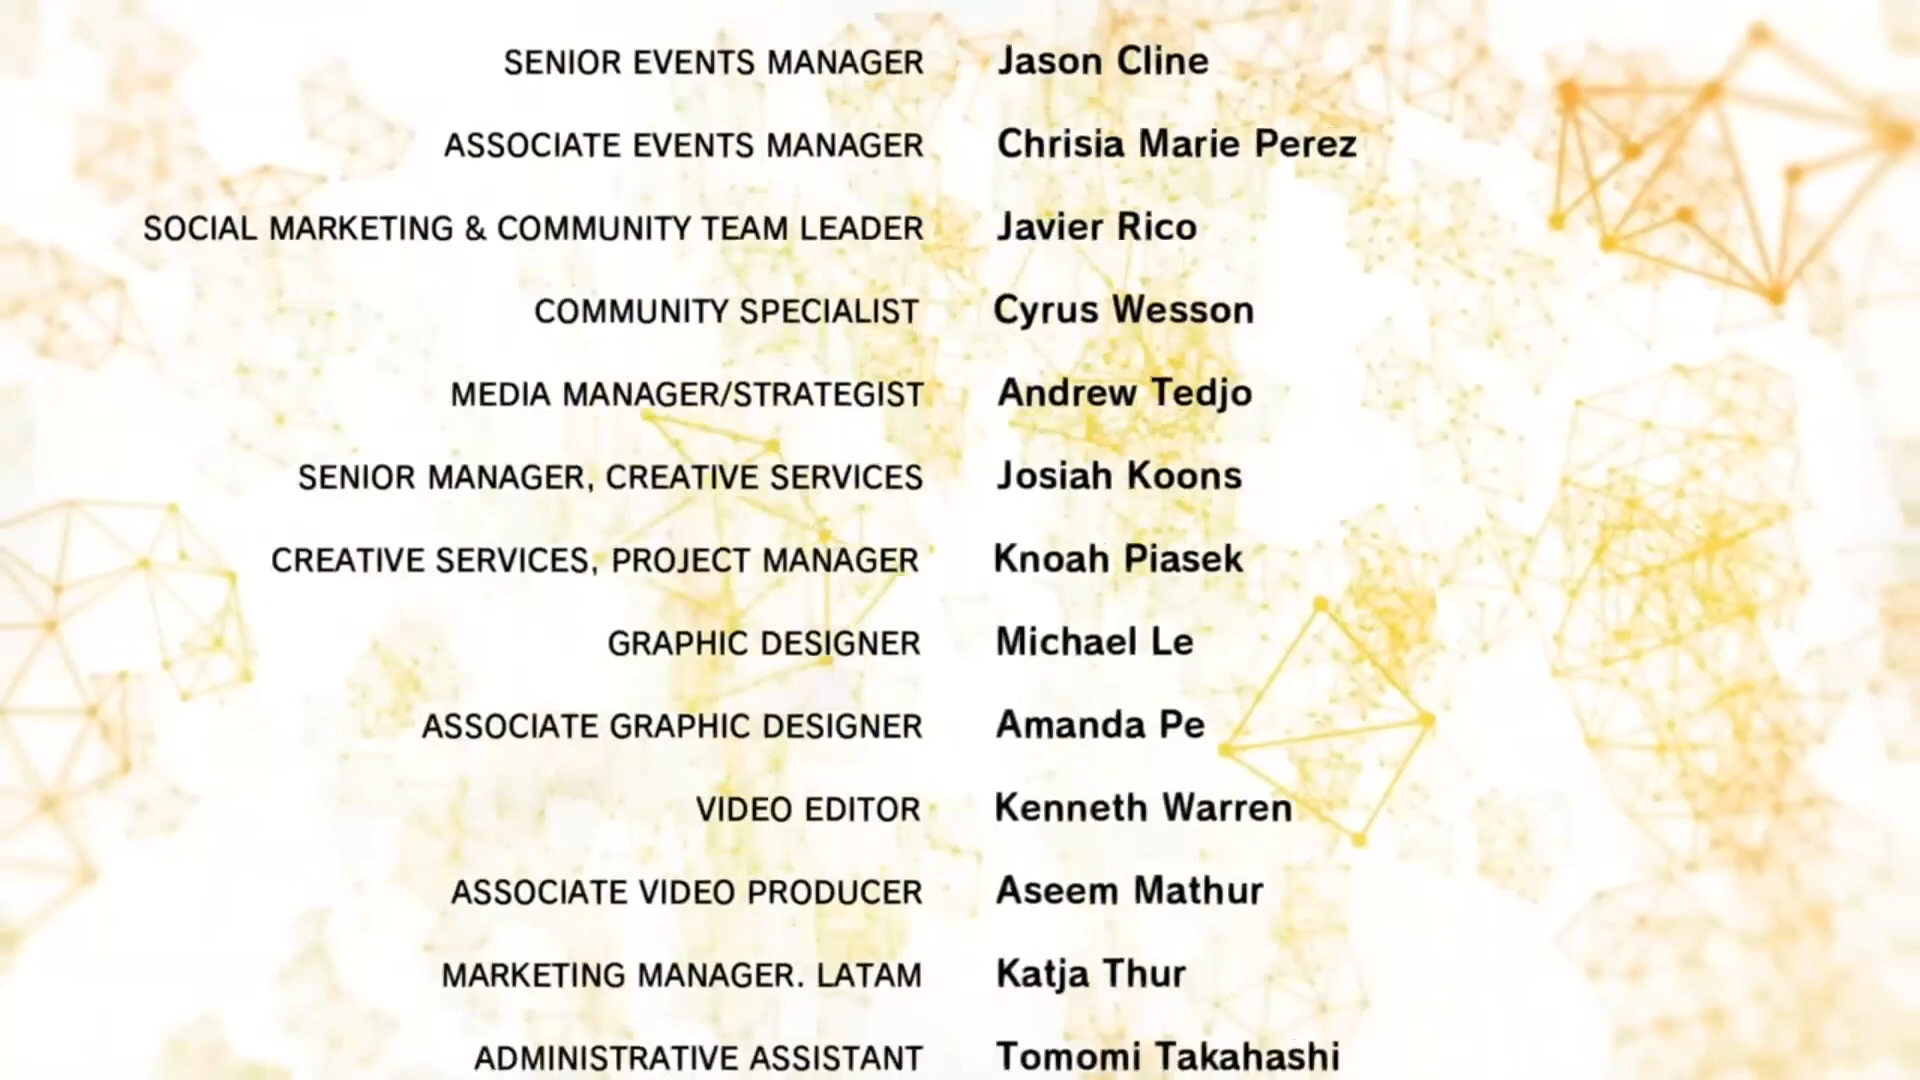 SENIOR EVENTS MANAGER Jason Cline
ASSOCIATE EVENTS MANAGER Chrisia Marie Perez
SOCIAL MARKETING & COMMUNITY TEAM LEADER Javier Rico
COMMUNITY SPECIALIST Cyrus Wesson
MEDIA MANAGER/STRATEGIST Andrew Tedjo
SENIOR MANAGER, CREATIVE SERVICES Josiah Koons
CREATIVE SERVICES, PROJECT MANAGER Knoah Piasek
GRAPHIC DESIGNER Michael Le
ASSOCIATE GRAPHIC DESIGNER Amanda Pe
VIDEO EDITOR Kenneth Warren
ASSOCIATE VIDEO PRODUCER Aseem Mathur
MARKETING MANAGER. LATAM Katja Thur
ADMINISTRATIVE ASSISTANT Tomomi Takahashi